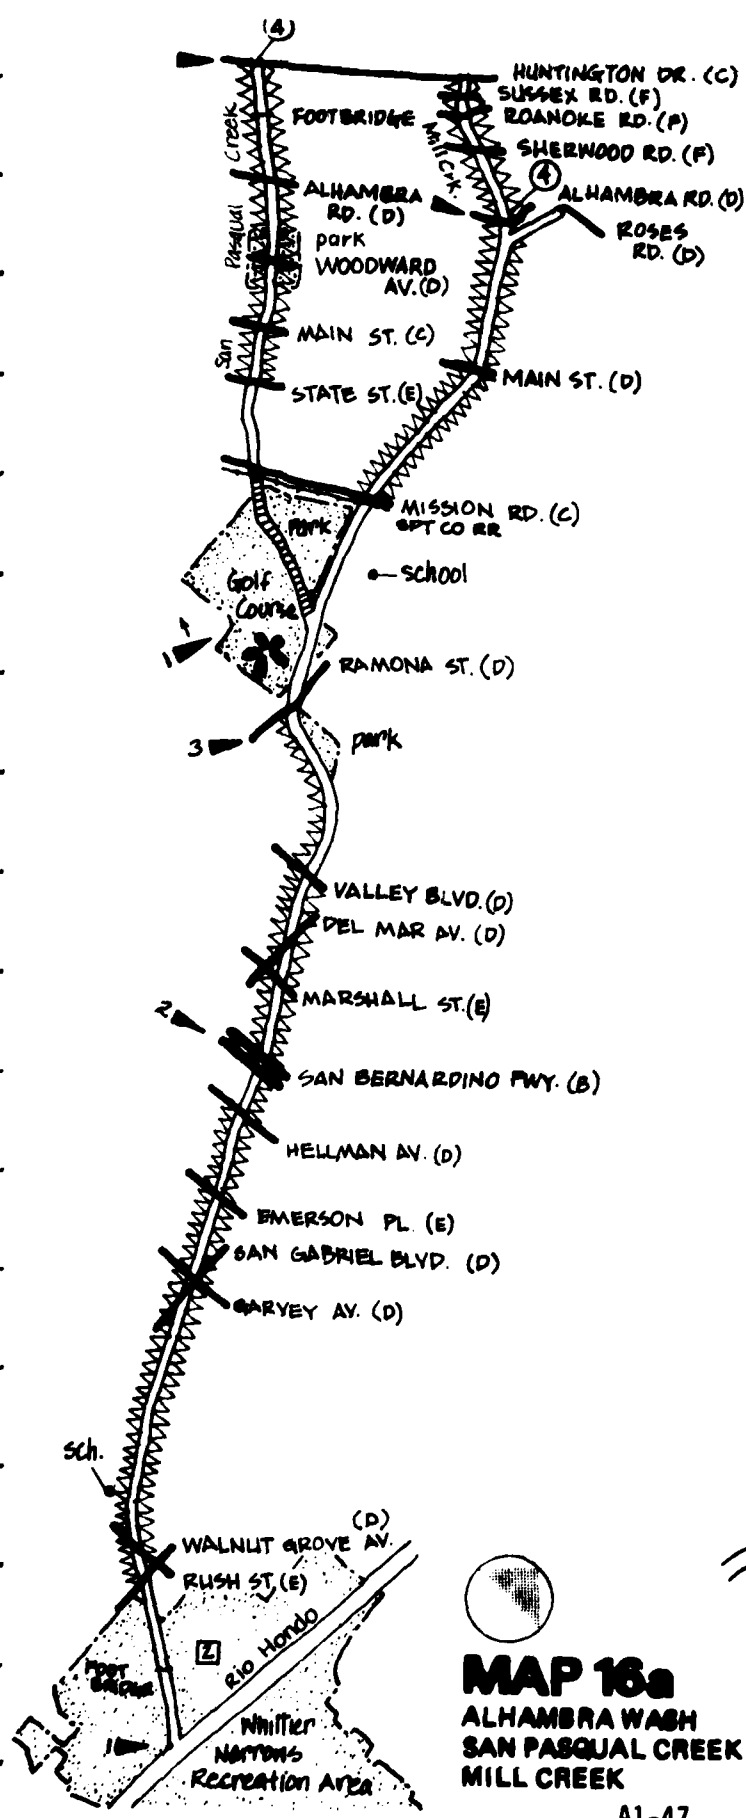 (4)
HUNTINGTON DR. (C)
SUSSEX RD. (F)
FOOTBRIDGE
ROANOKE RD. (F)
SHERWOOD RD. (F)
Mill Crk.
San Pasqual Creek
4
ALHAMBRA RD. (D)
ALHAMBRA
RD. (D)
ROSES
RD. (D)
park
WOODWARD
AV. (D)
MAIN ST. (C)
MAIN ST. (D)
STATE ST. (E)
MISSION RD. (C)
SPT CO RR
Park
school
Golf
Course
1
RAMONA ST. (D)
3
park
VALLEY BLVD. (D)
DEL MAR AV. (D)
MARSHALL ST. (E)
2
SAN BERNARDINO FWY. (B)
HELLMAN AV. (D)
EMERSON PL. (E)
SAN GABRIEL BLVD. (D)
GARVEY AV. (D)
sch.
(D)
WALNUT GROVE AV.
RUSH ST. (E)
Rio Hondo
Z
FOOT
BRIDGE
1
Whittier
Narrows
Recreation Area
MAP 16a
ALHAMBRA WASH
SAN PASQUAL CREEK
MILL CREEK
A1-47